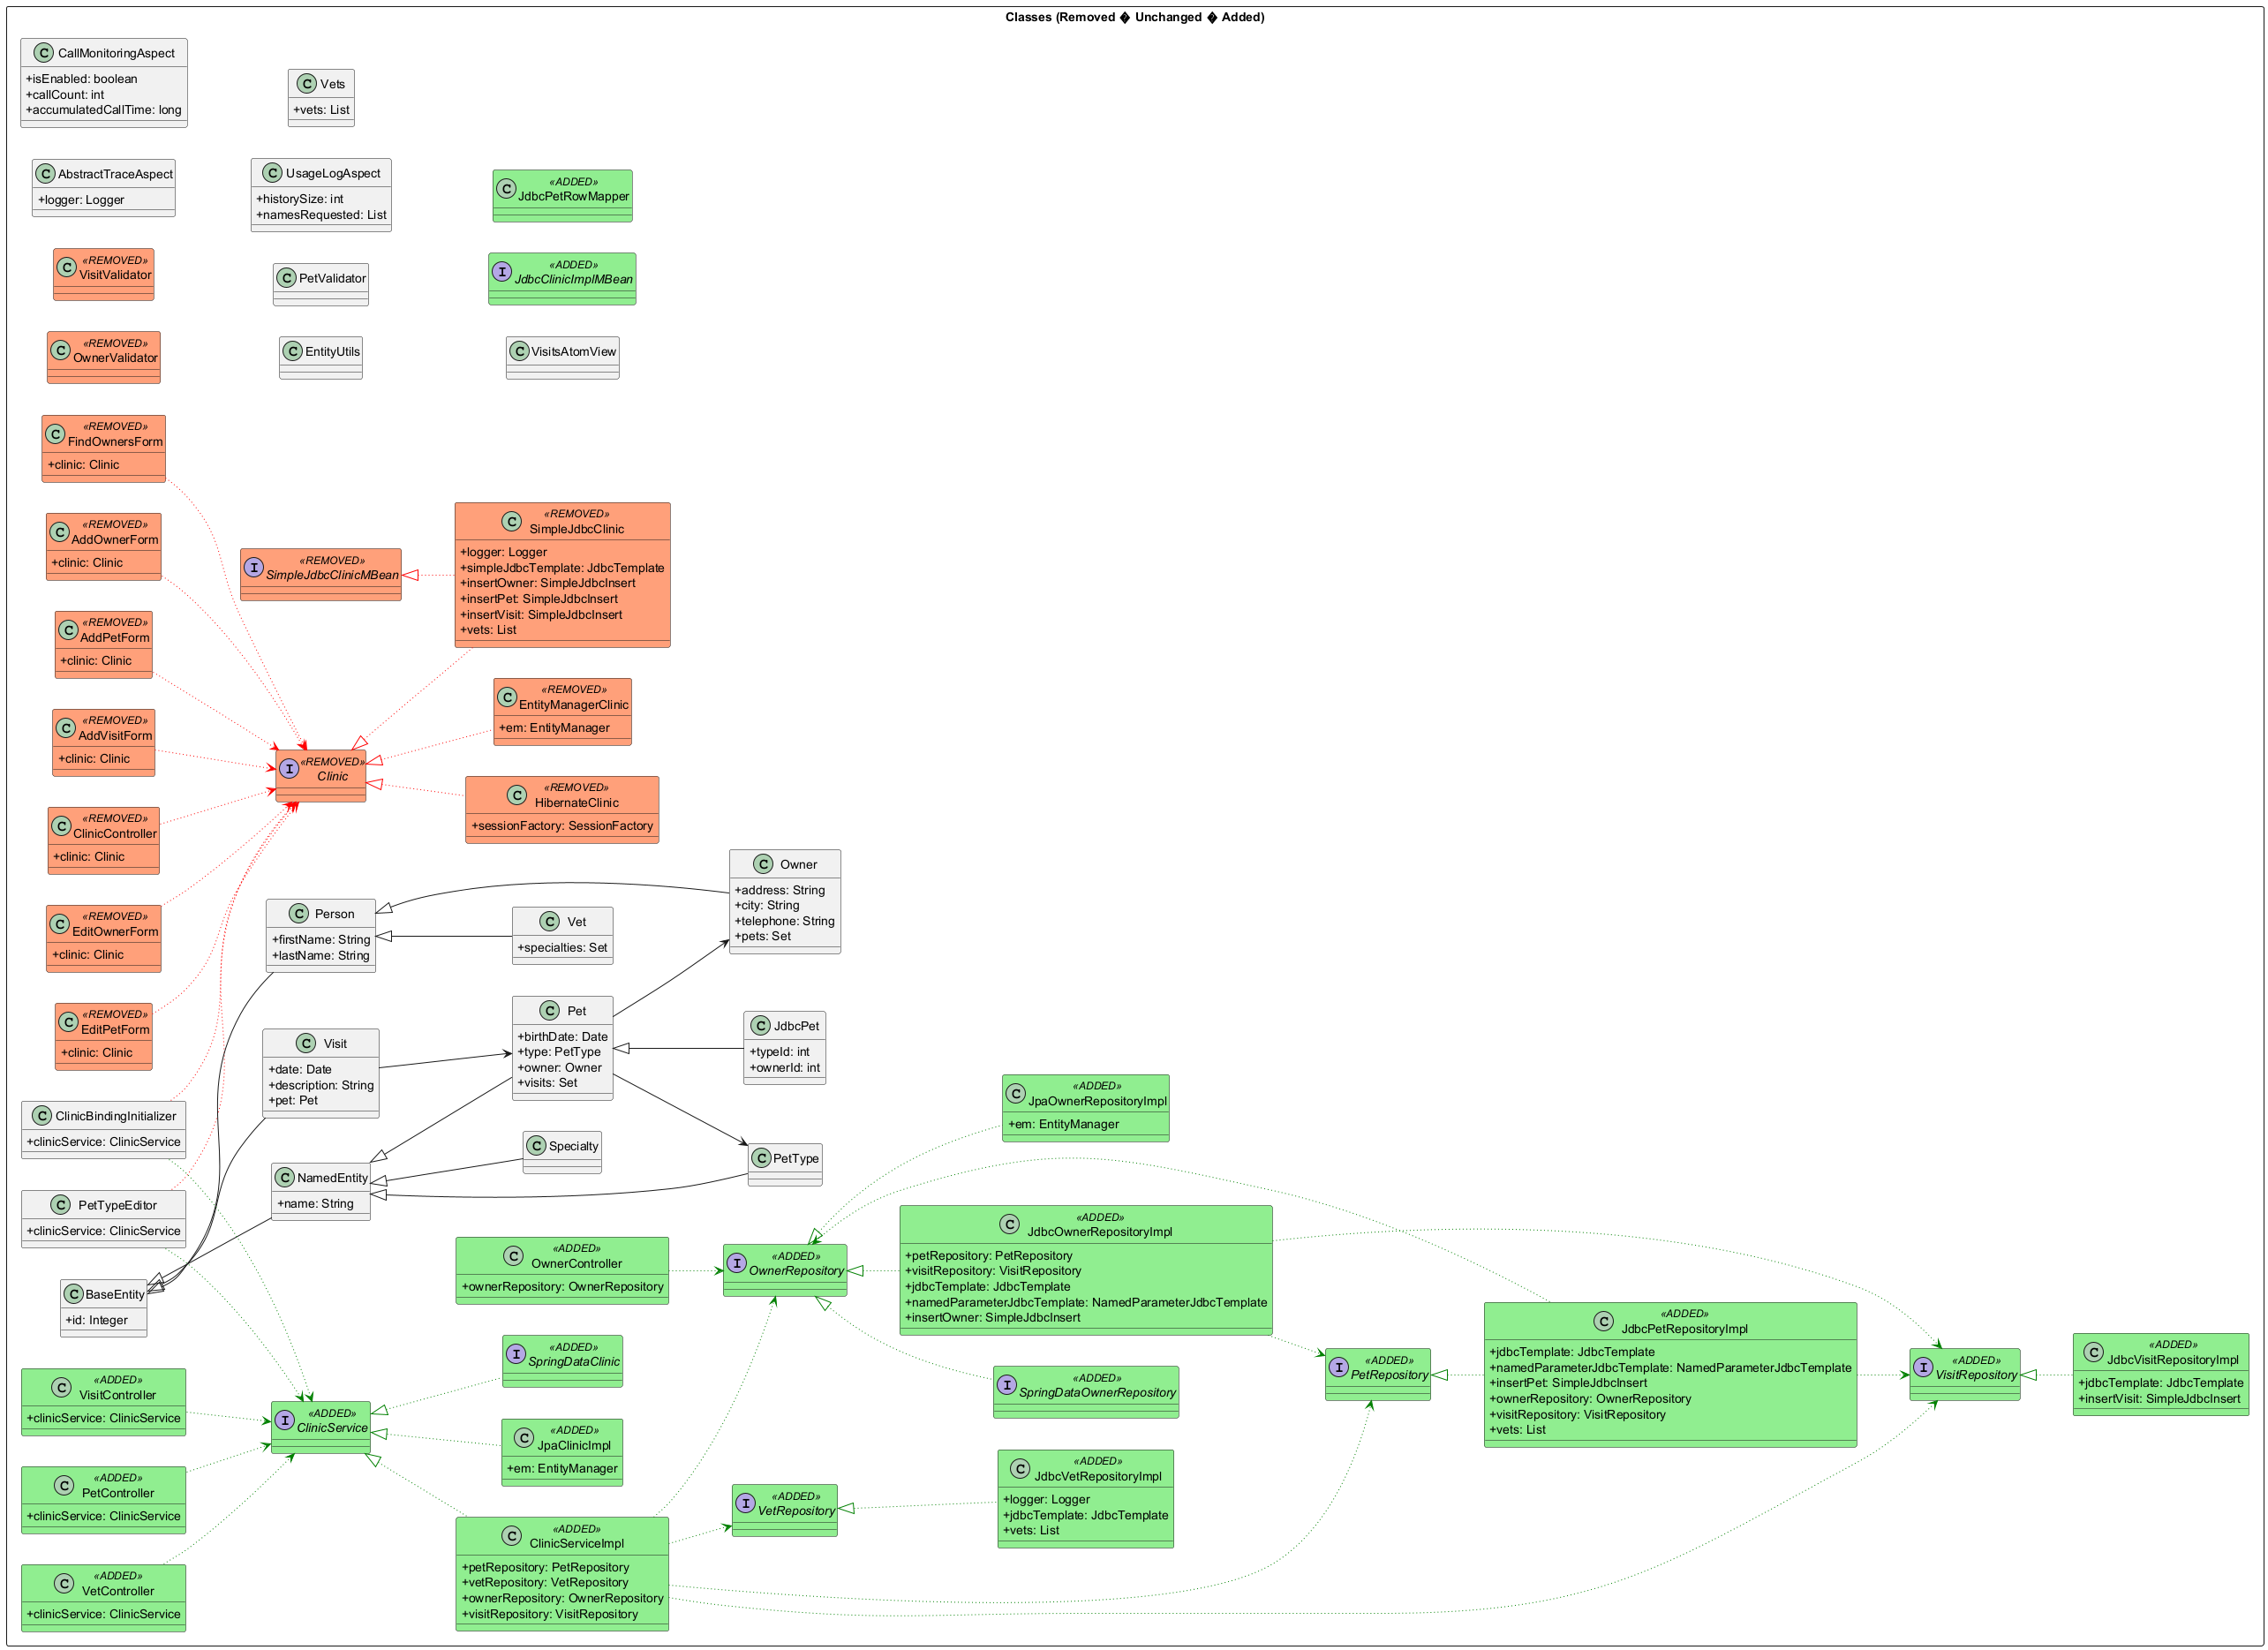 Classes (Removed � Unchanged � Added)
C CallMonitoringAspect
+isEnabled: boolean
+callCount: int
+accumulatedCallTime: long
C Vets
+vets: List
C AbstractTraceAspect
+logger: Logger
C UsageLogAspect
+historySize: int
+namesRequested: List
«ADDED»
C JdbcPetRowMapper
«REMOVED»
C VisitValidator
C PetValidator
«ADDED»
I JdbcClinicImplMBean
«REMOVED»
C OwnerValidator
C EntityUtils
C VisitsAtomView
«REMOVED»
C FindOwnersForm
+clinic: Clinic
«REMOVED»
C AddOwnerForm
+clinic: Clinic
«REMOVED»
I SimpleJdbcClinicMBean
«REMOVED»
C SimpleJdbcClinic
+logger: Logger
+simpleJdbcTemplate: JdbcTemplate
+insertOwner: SimpleJdbcInsert
+insertPet: SimpleJdbcInsert
+insertVisit: SimpleJdbcInsert
+vets: List
«REMOVED»
C AddPetForm
+clinic: Clinic
«REMOVED»
C AddVisitForm
+clinic: Clinic
«REMOVED»
I Clinic
«REMOVED»
C EntityManagerClinic
+em: EntityManager
«REMOVED»
C HibernateClinic
+sessionFactory: SessionFactory
«REMOVED»
C ClinicController
+clinic: Clinic
«REMOVED»
C EditOwnerForm
+clinic: Clinic
«REMOVED»
C EditPetForm
+clinic: Clinic
C Person
+firstName: String
+lastName: String
C Vet
+specialties: Set
C Owner
+address: String
+city: String
+telephone: String
+pets: Set
C Visit
+date: Date
+description: String
+pet: Pet
C Pet
+birthDate: Date
+type: PetType
+owner: Owner
+visits: Set
C JdbcPet
+typeId: int
+ownerId: int
C ClinicBindingInitializer
+clinicService: ClinicService
C NamedEntity
+name: String
C Specialty
C PetType
«ADDED»
C JpaOwnerRepositoryImpl
+em: EntityManager
C PetTypeEditor
+clinicService: ClinicService
C BaseEntity
+id: Integer
«ADDED»
C OwnerController
+ownerRepository: OwnerRepository
«ADDED»
I OwnerRepository
«ADDED»
C JdbcOwnerRepositoryImpl
+petRepository: PetRepository
+visitRepository: VisitRepository
+jdbcTemplate: JdbcTemplate
+namedParameterJdbcTemplate: NamedParameterJdbcTemplate
+insertOwner: SimpleJdbcInsert
«ADDED»
C JdbcPetRepositoryImpl
+jdbcTemplate: JdbcTemplate
+namedParameterJdbcTemplate: NamedParameterJdbcTemplate
+insertPet: SimpleJdbcInsert
+ownerRepository: OwnerRepository
+visitRepository: VisitRepository
+vets: List
«ADDED»
C VisitController
+clinicService: ClinicService
«ADDED»
I ClinicService
«ADDED»
I SpringDataClinic
«ADDED»
I SpringDataOwnerRepository
«ADDED»
I PetRepository
«ADDED»
I VisitRepository
«ADDED»
C JdbcVisitRepositoryImpl
+jdbcTemplate: JdbcTemplate
+insertVisit: SimpleJdbcInsert
«ADDED»
C JpaClinicImpl
+em: EntityManager
«ADDED»
C PetController
+clinicService: ClinicService
«ADDED»
I VetRepository
«ADDED»
C JdbcVetRepositoryImpl
+logger: Logger
+jdbcTemplate: JdbcTemplate
+vets: List
«ADDED»
C ClinicServiceImpl
+petRepository: PetRepository
+vetRepository: VetRepository
+ownerRepository: OwnerRepository
+visitRepository: VisitRepository
«ADDED»
C VetController
+clinicService: ClinicService